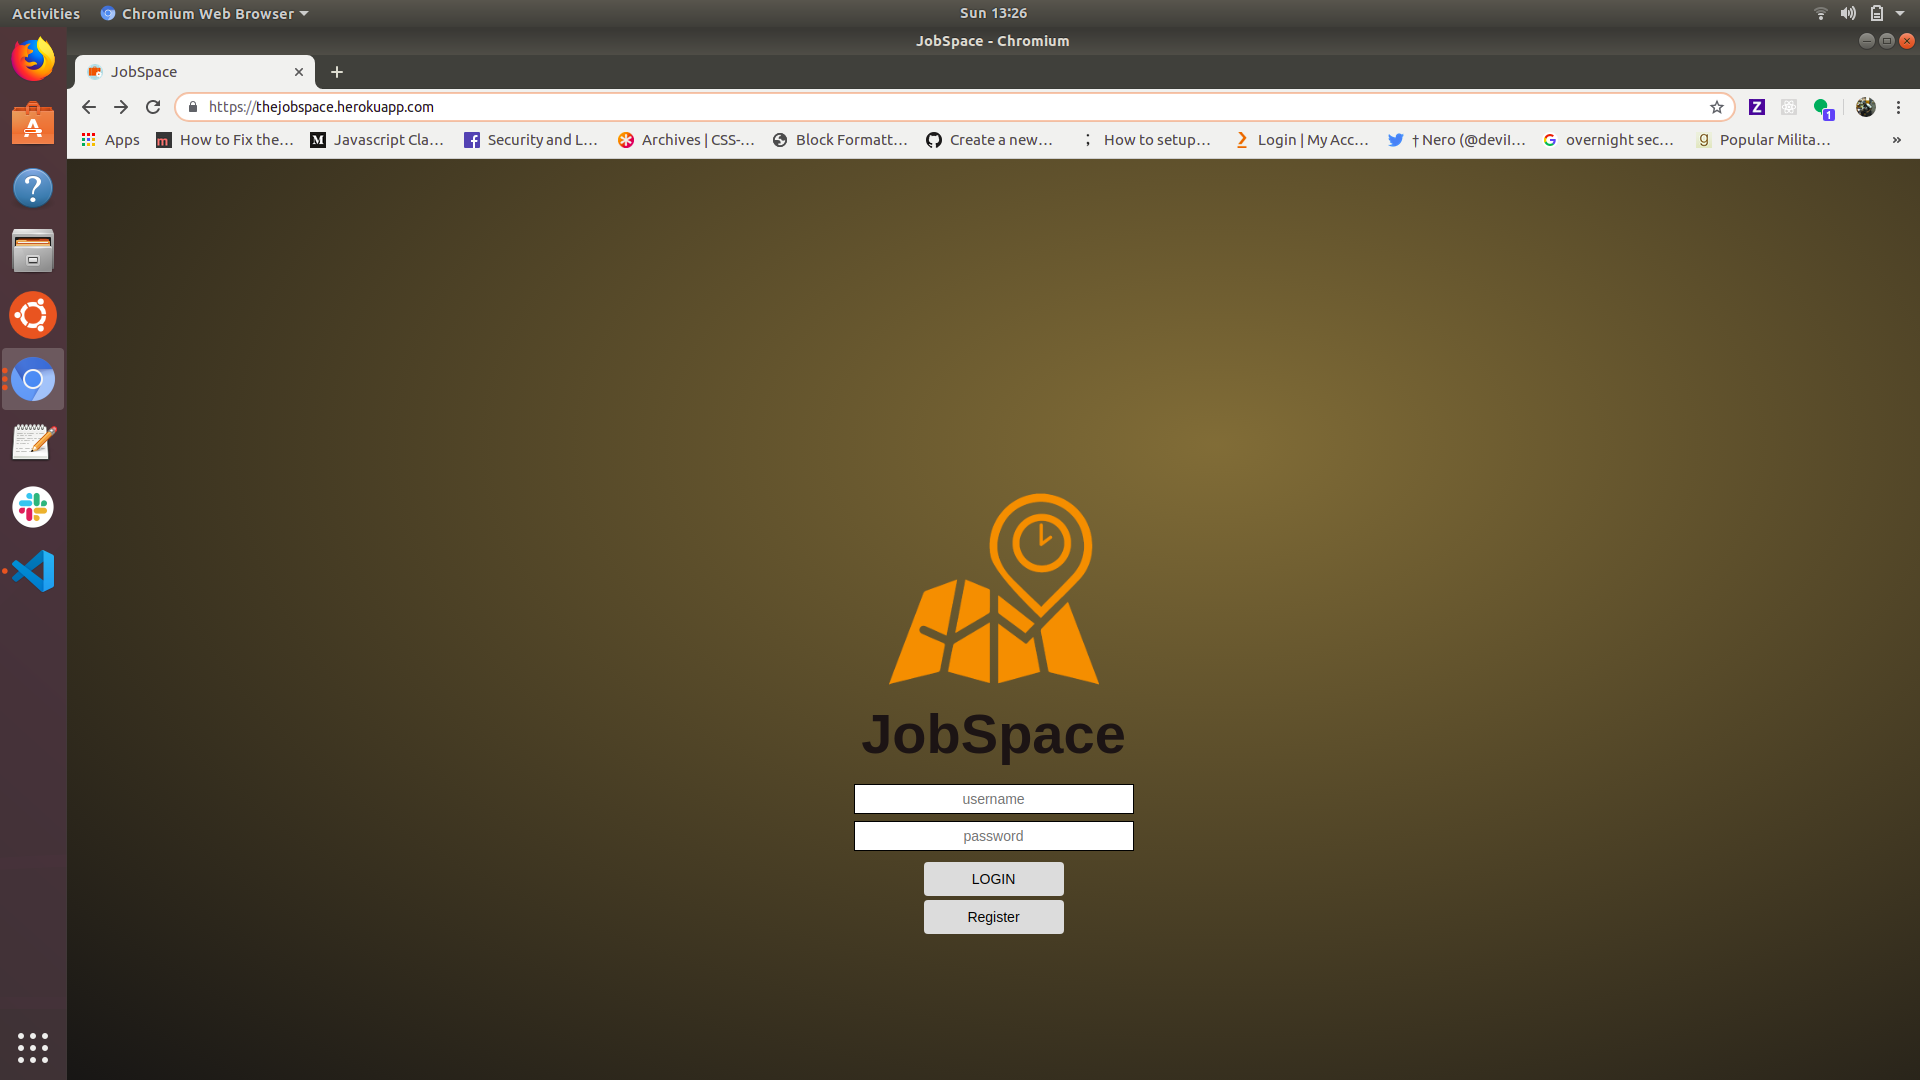 Activities
Chromium Web Browser
Sun 13:26
JobSpace - Chromium
JobSpace
https://thejobspace.herokuapp.com
1
Apps
m How to Fix the...
M Javascript Cla...
Security and L...
Archives | CSS-...
Block Formatt...
Create a new...
; How to setup...
Login | My Acc...
† Nero (@devil...
overnight sec...
g Popular Milita...
»
JobSpace
username
password
LOGIN
Register